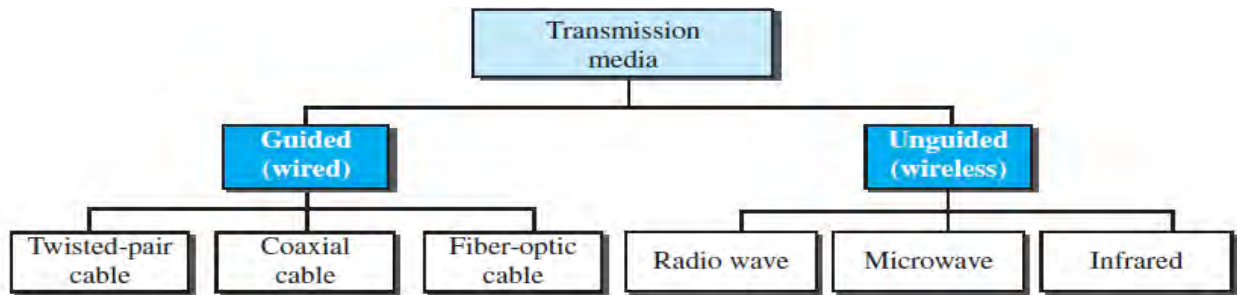 Transmission
media
Guided
(wired)
Unguided
(wireless)
Twisted-pair
cable
Coaxial
cable
Fiber-optic
cable
Radio wave
Microwave
Infrared